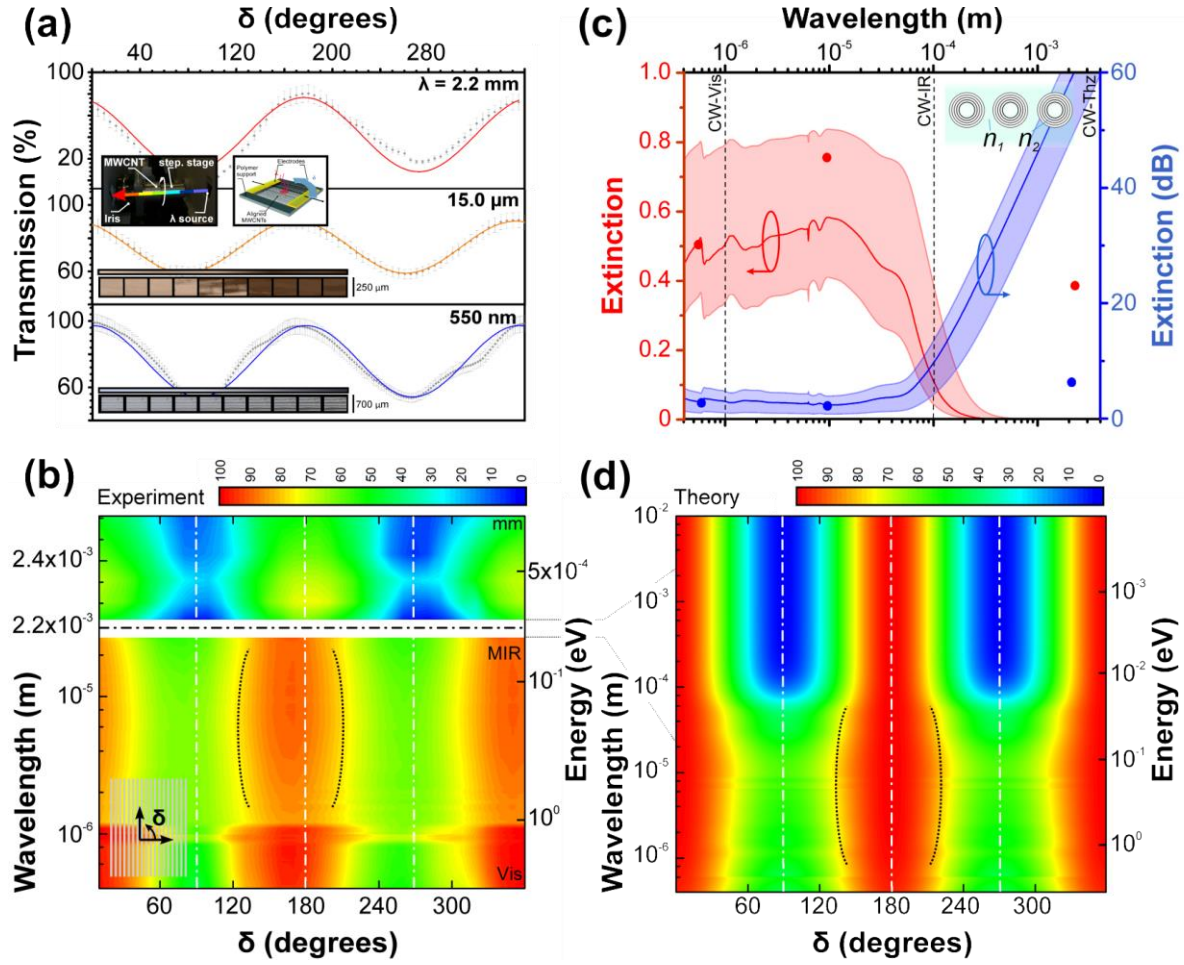 (a)
δ (degrees)
40 120 200 280
Transmission (%)
100
20
λ = 2.2 mm
MWCNT
step. stage
Iris
λ source
Polymer
support
Electrodes
Aligned
MWCNTs
100
60
15.0 µm
250 µm
100
60
550 nm
700 µm
(c)
Wavelength (m)
10-6 10-5 10-4 10-3
Extinction
1.0
0.8
0.6
0.4
0.2
0
CW-Vis
CW-IR
CW-Thz
n1 n2
60
40
20
0
Extinction (dB)
(b)
Experiment
100 90 80 70 60 50 40 30 20 10 0
mm
2.4x10-3
2.2x10-3
5x10-4
MIR
10-5
10-6
10-1
100
Vis
δ
Wavelength (m)
Energy (eV)
60 120 180 240 300
δ (degrees)
(d)
Theory
100 90 80 70 60 50 40 30 20 10 0
10-2
10-3
10-4
10-5
10-6
10-3
10-2
10-1
100
Wavelength (m)
Energy (eV)
60 120 180 240 300
δ (degrees)